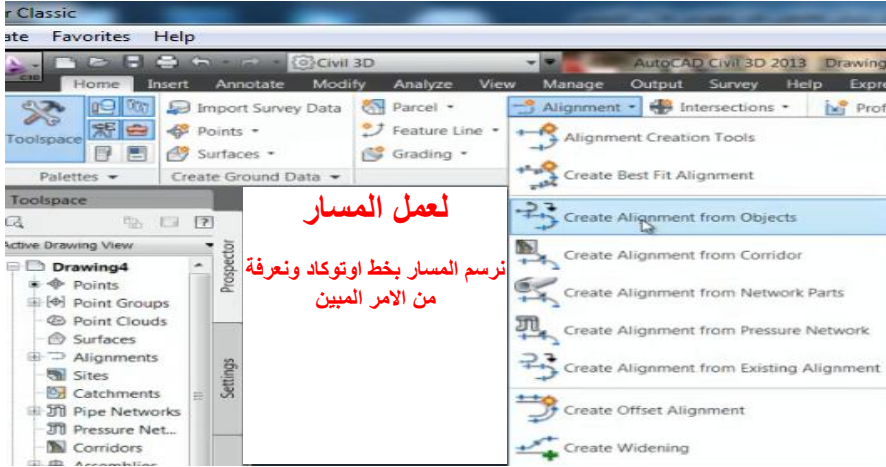 r Classic
ate Favorites Help
Civil 3D
AutoCAD Civil 3D 2013 Drawing
C3D
Home Insert Annotate Modify Analyze View Manage Output Survey Help Expre
Toolspace
Import Survey Data
Points
Surfaces
Parcel
Feature Line
Grading
Alignment
Intersections
Prof
Palettes
Create Ground Data
Alignment Creation Tools
Create Best Fit Alignment
Create Alignment from Objects
Create Alignment from Corridor
Create Alignment from Network Parts
Create Alignment from Pressure Network
Create Alignment from Existing Alignment
Create Offset Alignment
Create Widening
Toolspace
Active Drawing View
Drawing4
Points
Point Groups
Point Clouds
Surfaces
Alignments
Sites
Catchments
Pipe Networks
Pressure Net...
Corridors
Assemblies
Prospector
Settings
لعمل المسار
نرسم المسار بخط اوتوكاد ونعرفة
من الامر المبين